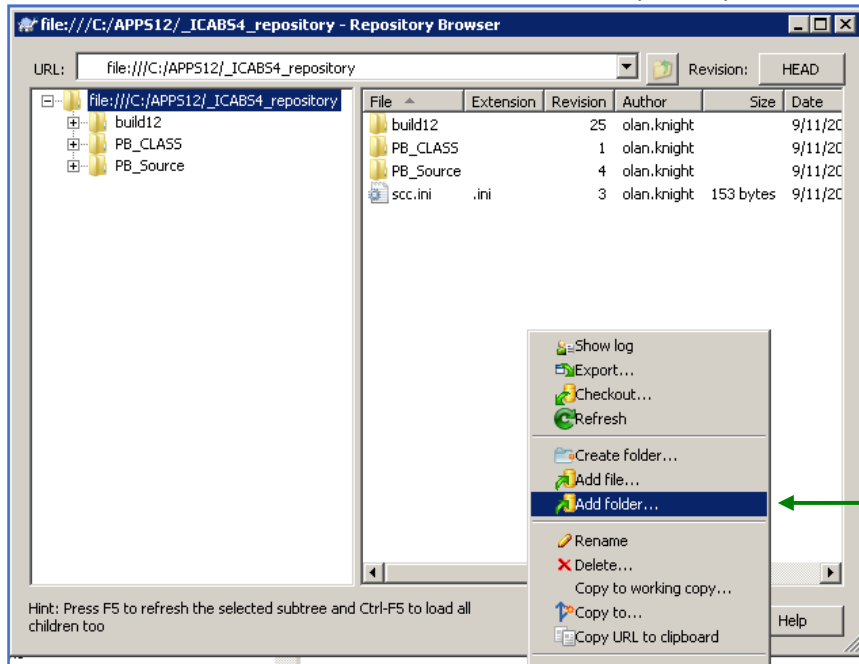 file:///C:/APPS12/_ICABS4_repository - Repository Browser
URL: file:///C:/APPS12/_ICABS4_repository Revision: HEAD
file:///C:/APPS12/_ICABS4_repository
build12
PB_CLASS
PB_Source
File Extension Revision Author Size Date
build12 25 olan.knight 9/11/20
PB_CLASS 1 olan.knight 9/11/20
PB_Source 4 olan.knight 9/11/20
scc.ini .ini 3 olan.knight 153 bytes 9/11/20
Show log
Export...
Checkout...
Refresh
Create folder...
Add file...
Add folder...
Rename
Delete...
Copy to working copy...
Copy to...
Copy URL to clipboard
Hint: Press F5 to refresh the selected subtree and Ctrl-F5 to load all
children too
Help